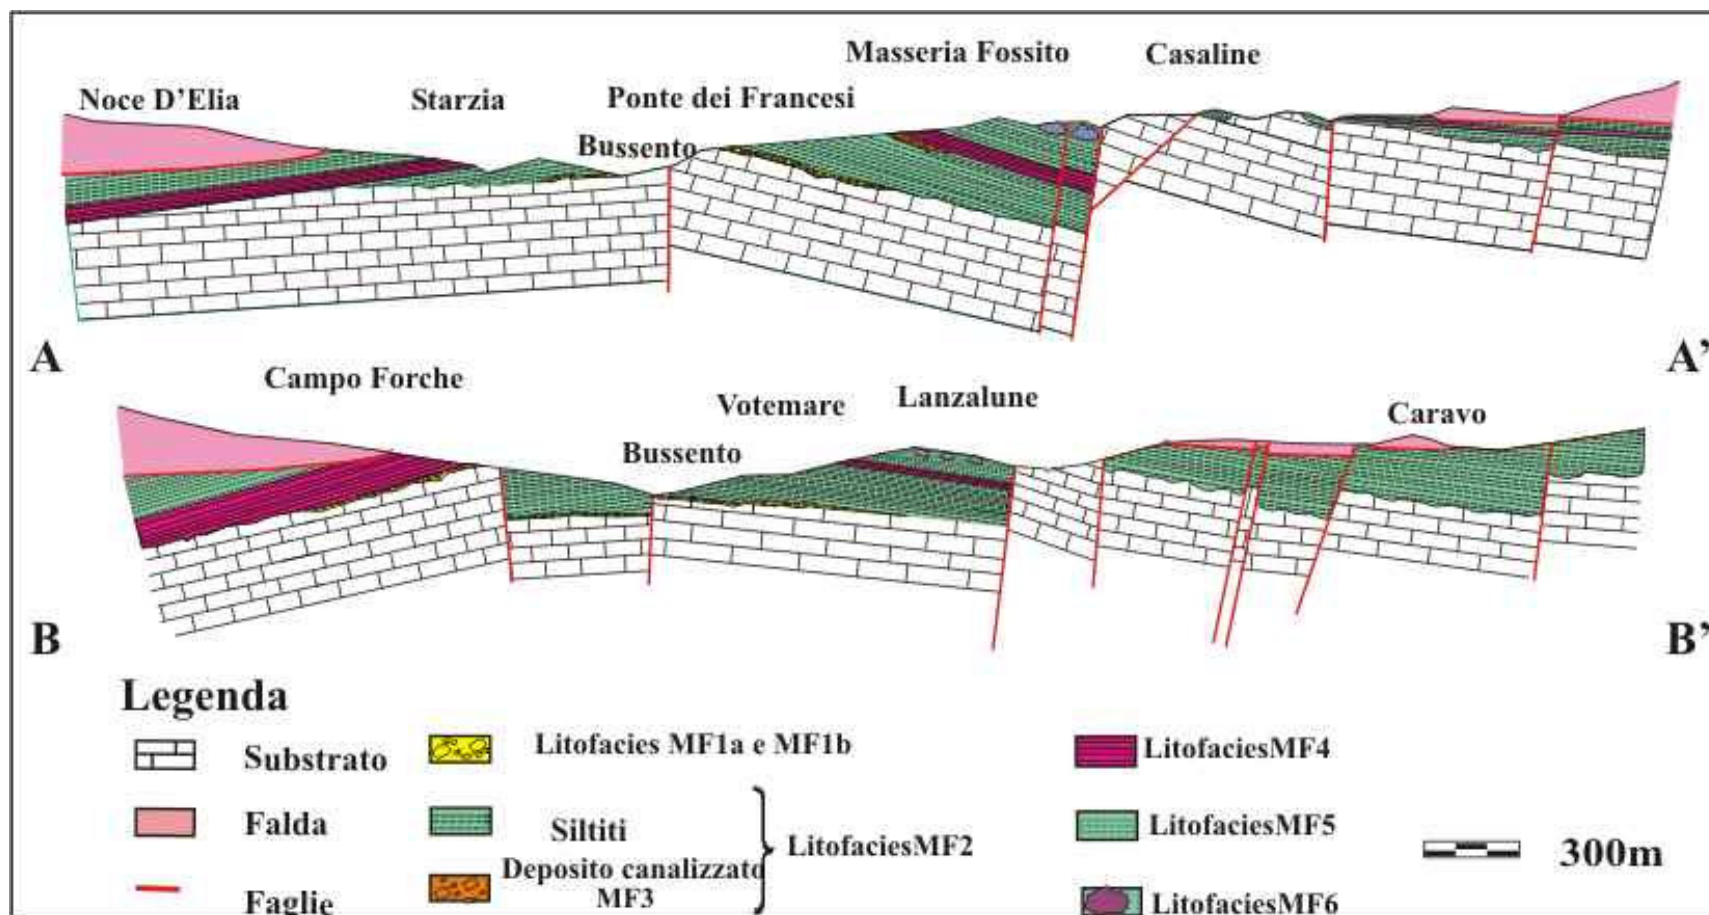 Masseria Fossito Casaline
Noce D'Elia Starzia Ponte dei Francesi
Bussento
A A'
Campo Forche
Votemare Lanzalune Caravo
Bussento
B B'
Legenda
Substrato
Falda
Faglie
Litofacies MF1a e MF1b
Siltiti
Deposito canalizzato
MF3
LitofaciesMF2
LitofaciesMF4
LitofaciesMF5
LitofaciesMF6
300m